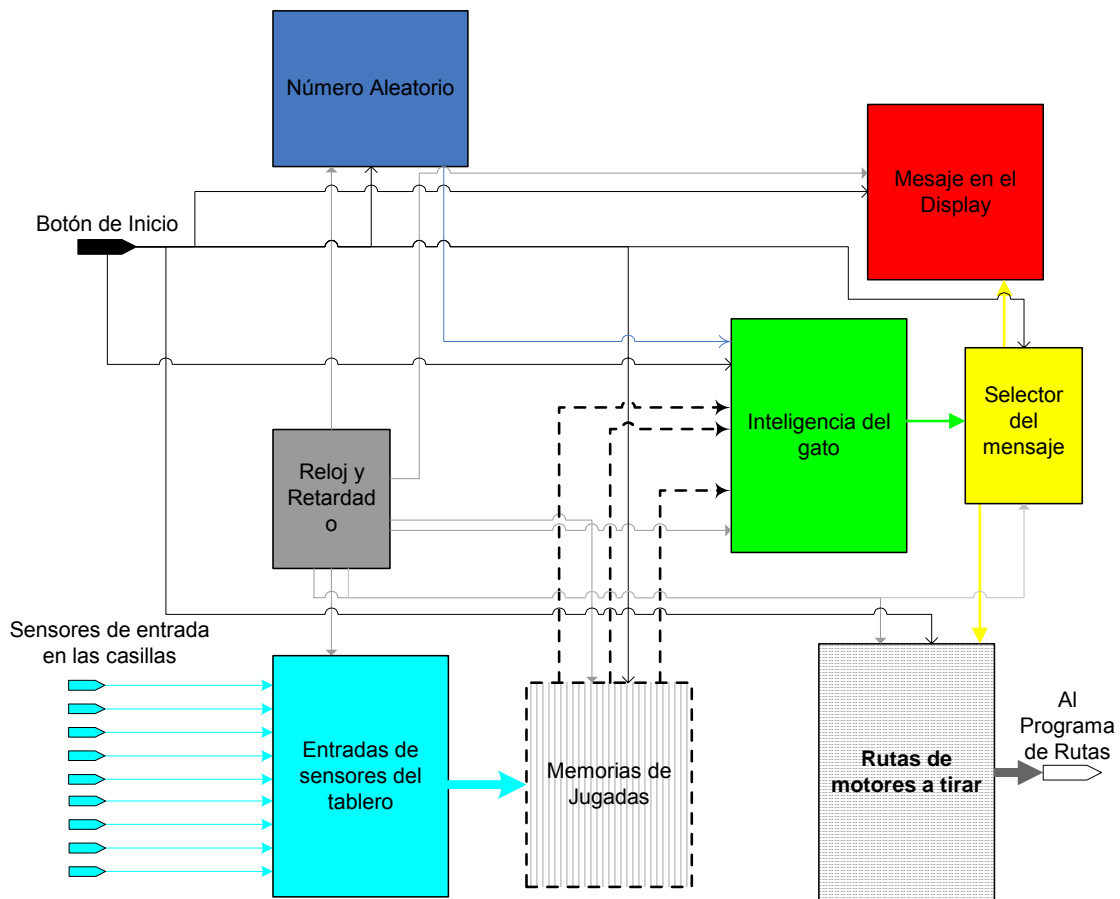 Número Aleatorio
Mesaje en el
Display
Botón de Inicio
Selector
del
mensaje
Inteligencia del
gato
Reloj y
Retardad
o
Sensores de entrada
en las casillas
Entradas de
sensores del
tablero
Memorias de
Jugadas
Rutas de
motores a tirar
Al
Programa
de Rutas